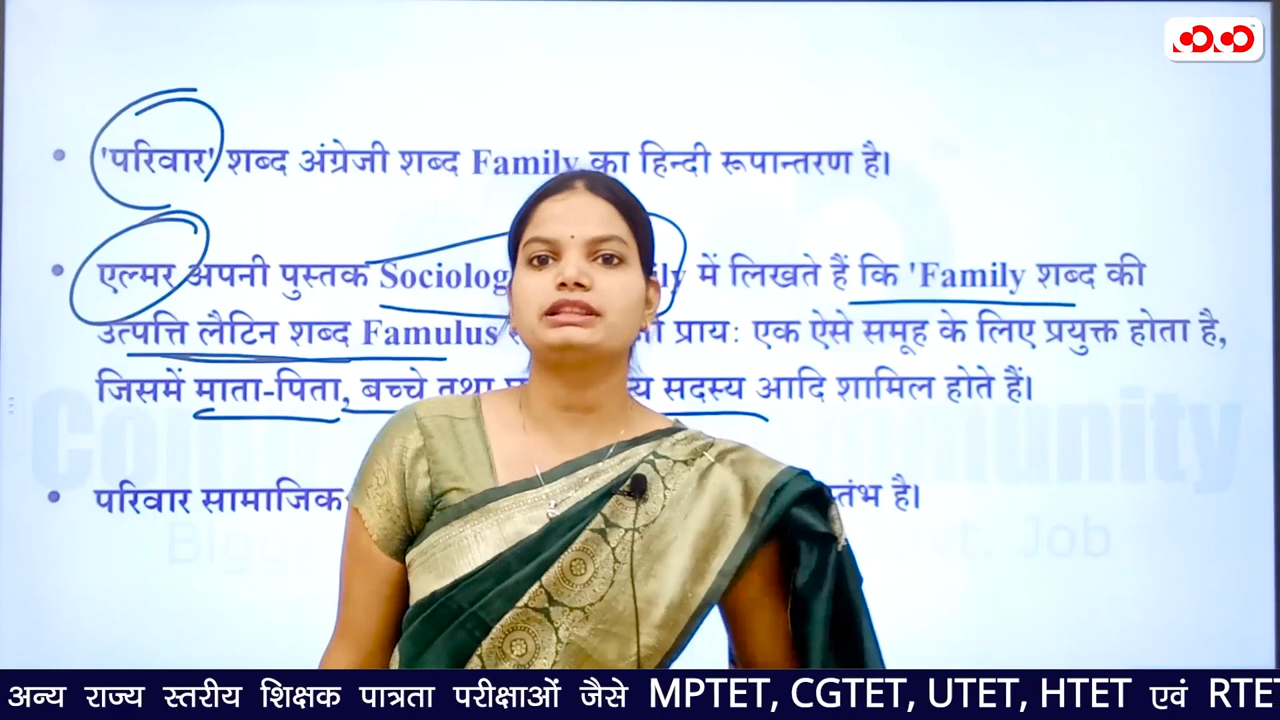 'परिवार' शब्द अंग्रेजी शब्द Family का हिन्दी रूपान्तरण है।
एल्मर अपनी पुस्तक Sociolog ly में लिखते हैं कि 'Family शब्द की
उत्पत्ति लैटिन शब्द Famulus प्रायः एक ऐसे समूह के लिए प्रयुक्त होता है,
जिसमें माता-पिता, बच्चे तथा सदस्य आदि शामिल होते हैं।
परिवार सामाजिक स्तंभ है।
अन्य राज्य स्तरीय शिक्षक पात्रता परीक्षाओं जैसे MPTET, CGTET, UTET, HTET एवं RTET